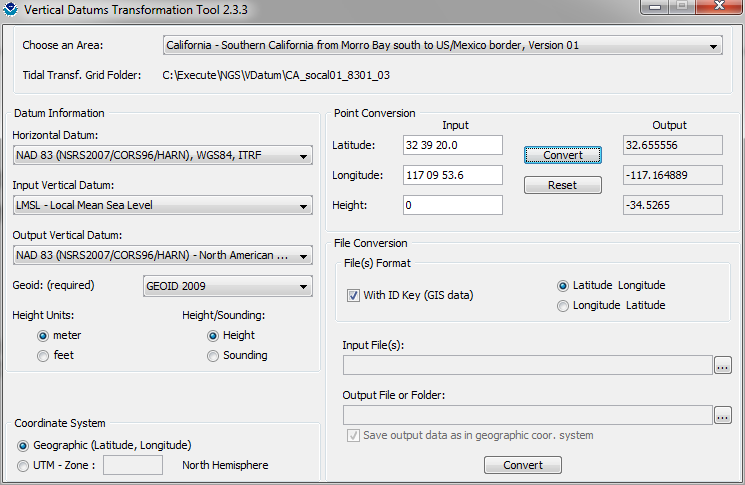 Vertical Datums Transformation Tool 2.3.3
Choose an Area: California - Southern California from Morro Bay south to US/Mexico border, Version 01
Tidal Transf. Grid Folder: C:\Execute\NGS\VDatum\CA_socal01_8301_03
Datum Information
Horizontal Datum:
NAD 83 (NSRS2007/CORS96/HARN), WGS84, ITRF
Input Vertical Datum:
LMSL - Local Mean Sea Level
Output Vertical Datum:
NAD 83 (NSRS2007/CORS96/HARN) - North American ...
Geoid: (required) GEOID 2009
Height Units: Height/Sounding:
meter Height
feet Sounding
Coordinate System
Geographic (Latitude, Longitude)
UTM - Zone : North Hemisphere
Point Conversion
Input Output
Latitude: 32 39 20.0 Convert 32.655556
Longitude: 117 09 53.6 Reset -117.164889
Height: 0 -34.5265
File Conversion
File(s) Format
With ID Key (GIS data) Latitude Longitude
Longitude Latitude
Input File(s):
...
Output File or Folder:
...
Save output data as in geographic coor. system
Convert